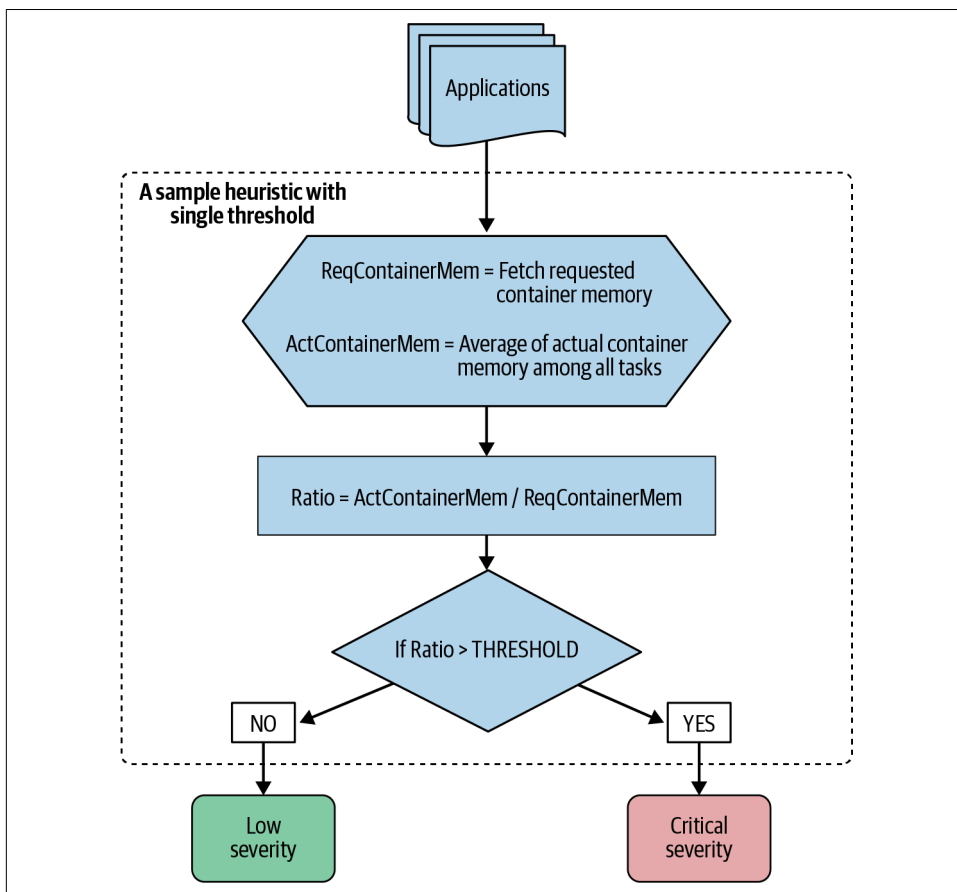 Applications
A sample heuristic with
single threshold
ReqContainerMem = Fetch requested
container memory
ActContainerMem = Average of actual container
memory among all tasks
Ratio = ActContainerMem / ReqContainerMem
If Ratio > THRESHOLD
NO
YES
Low
severity
Critical
severity